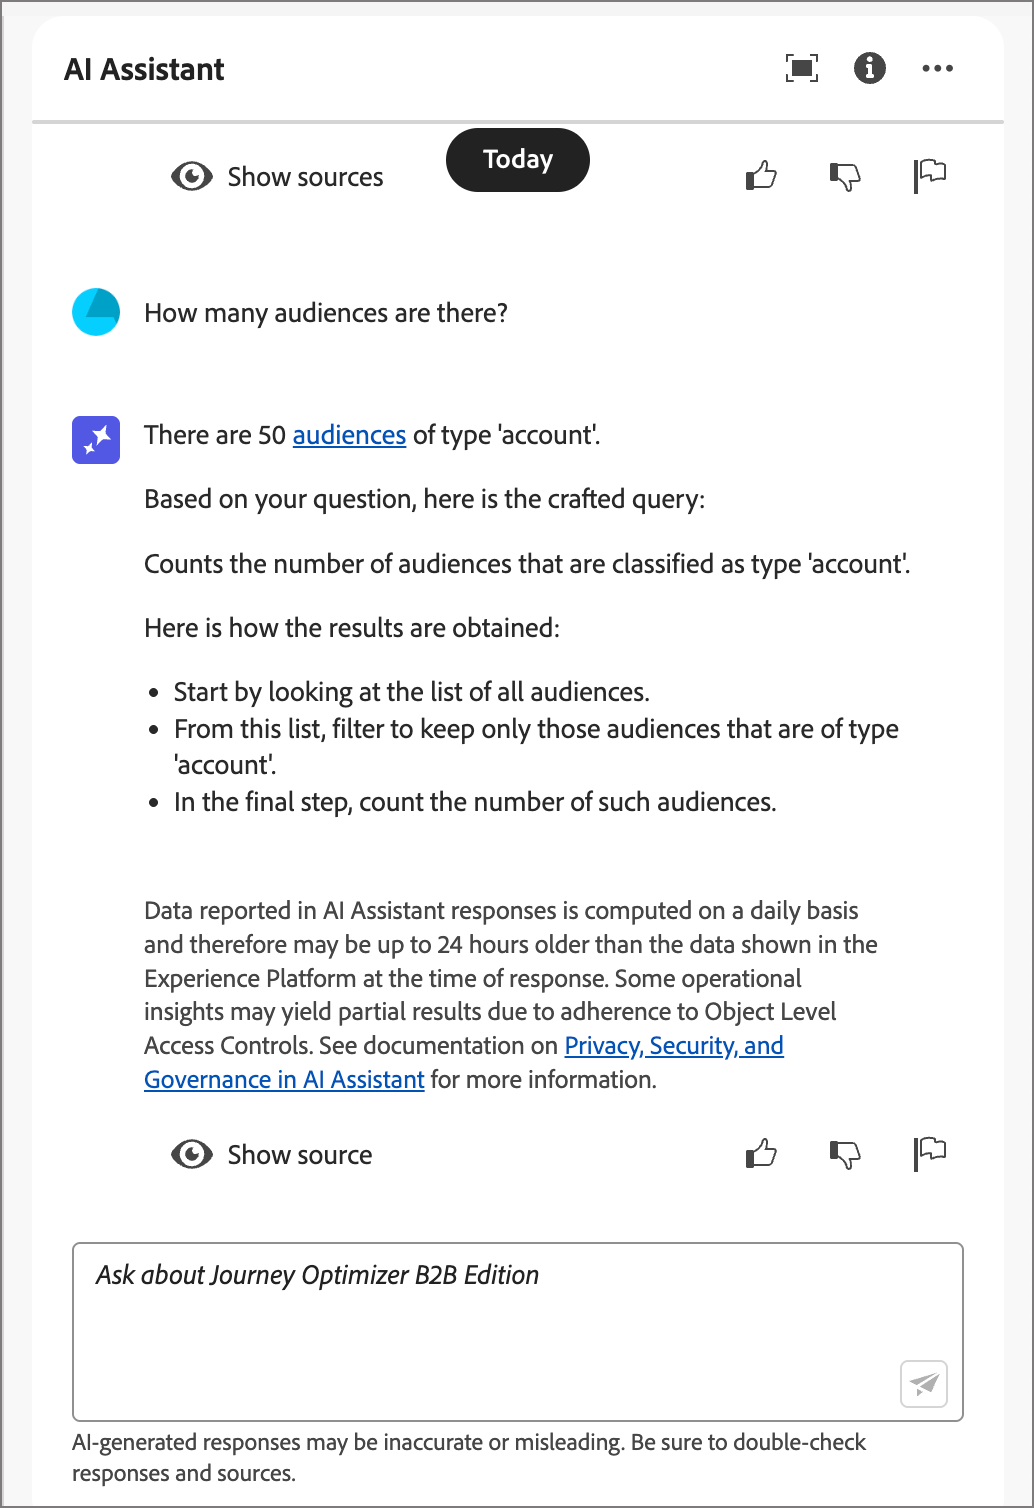 AI Assistant
Show sources
Today
How many audiences are there?
There are 50 audiences of type 'account'.
Based on your question, here is the crafted query:
Counts the number of audiences that are classified as type 'account'.
Here is how the results are obtained:
• Start by looking at the list of all audiences.
• From this list, filter to keep only those audiences that are of type
'account'.
• In the final step, count the number of such audiences.
Data reported in AI Assistant responses is computed on a daily basis
and therefore may be up to 24 hours older than the data shown in the
Experience Platform at the time of response. Some operational
insights may yield partial results due to adherence to Object Level
Access Controls. See documentation on Privacy, Security, and
Governance in AI Assistant for more information.
Show source
Ask about Journey Optimizer B2B Edition
AI-generated responses may be inaccurate or misleading. Be sure to double-check
responses and sources.